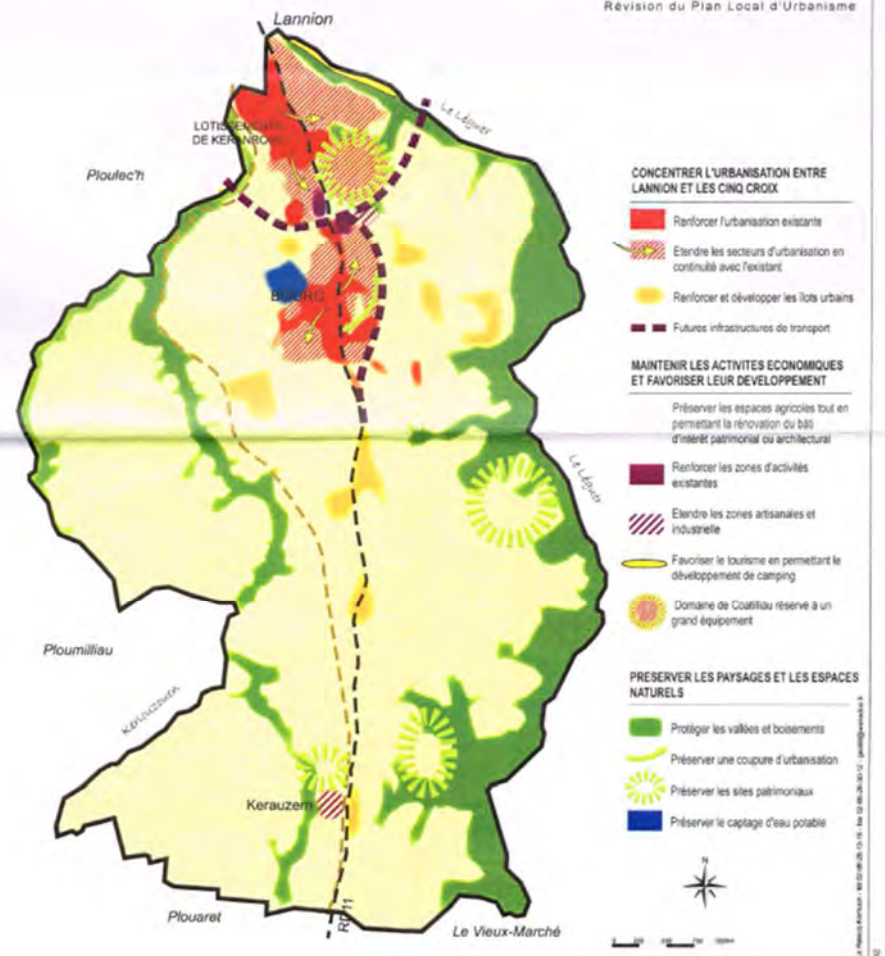 Révision du Plan Local d'Urbanisme
Lannion
Le Léguer
LOTISSEMENTS
DE KERANROUX
Ploulec'h
BOURG
Le Léguer
Ploumilliau
Kerauzern
Plouaret
RD 11
Le Vieux-Marché
CONCENTRER L'URBANISATION ENTRE
LANNION ET LES CINQ CROIX
Renforcer l'urbanisation existante
Etendre les secteurs d'urbanisation en
continuité avec l'existant
Renforcer et développer les îlots urbains
Futures infrastructures de transport
MAINTENIR LES ACTIVITES ECONOMIQUES
ET FAVORISER LEUR DEVELOPPEMENT
Préserver les espaces agricoles tout en
permettant la rénovation du bâti
d'intérêt patrimonial ou architectural
Renforcer les zones d'activités
existantes
Etendre les zones artisanales et
industrielle
Favoriser le tourisme en permettant le
développement de camping
Domaine de Coatilliau réservé à un
grand équipement
PRESERVER LES PAYSAGES ET LES ESPACES
NATURELS
Protéger les vallées et boisements
Préserver une coupure d'urbanisation
Préserver les sites patrimoniaux
Préserver le captage d'eau potable
N